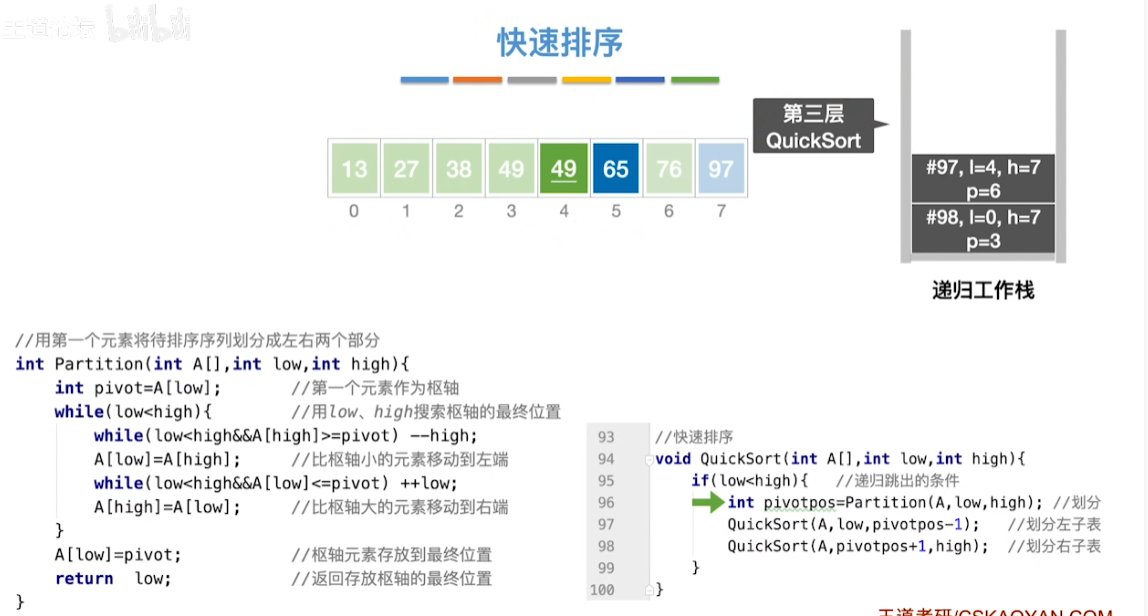 王道论坛 bilibili
快速排序
第三层
QuickSort
13 27 38 49 49 65 76 97
0 1 2 3 4 5 6 7
#97, l=4, h=7
p=6
#98, l=0, h=7
p=3
递归工作栈
//用第一个元素将待排序序列划分成左右两个部分
int Partition(int A[],int low,int high){
int pivot=A[low]; //第一个元素作为枢轴
while(low<high){ //用low、high搜索枢轴的最终位置
while(low<high&&A[high]>=pivot) --high;
A[low]=A[high]; //比枢轴小的元素移动到左端
while(low<high&&A[low]<=pivot) ++low;
A[high]=A[low]; //比枢轴大的元素移动到右端
}
A[low]=pivot; //枢轴元素存放到最终位置
return low; //返回存放枢轴的最终位置
}
93 //快速排序
94 void QuickSort(int A[],int low,int high){
95 if(low<high){ //递归跳出的条件
96 int pivotpos=Partition(A,low,high); //划分
97 QuickSort(A,low,pivotpos-1); //划分左子表
98 QuickSort(A,pivotpos+1,high); //划分右子表
99 }
100 }
王道考研/CSKAOYAN.COM